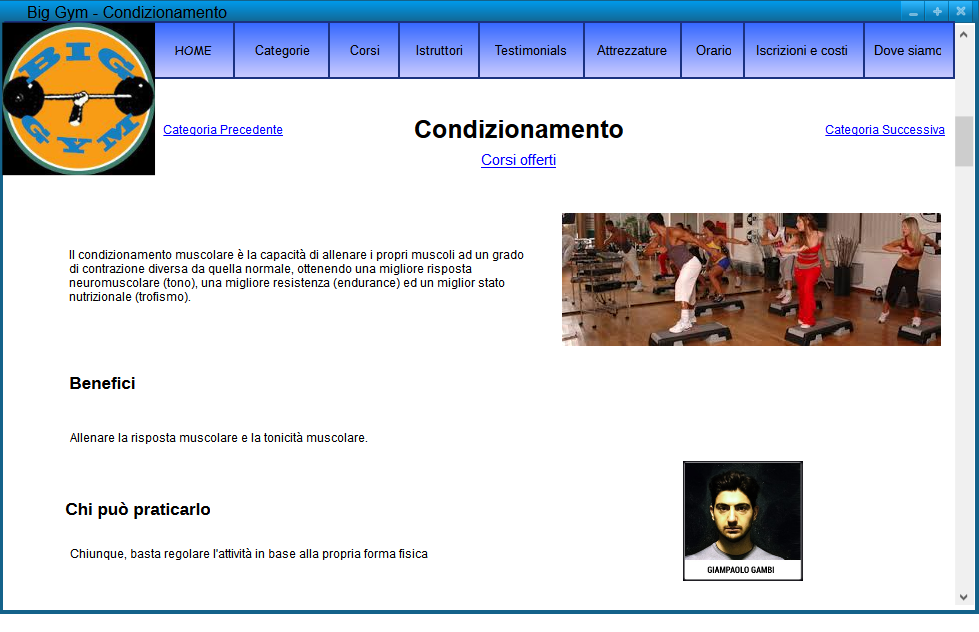 Big Gym - Condizionamento
BIG
GYM
HOME
Categorie
Corsi
Istruttori
Testimonials
Attrezzature
Orario
Iscrizioni e costi
Dove siamo
Categoria Precedente
Condizionamento
Categoria Successiva
Corsi offerti
Il condizionamento muscolare è la capacità di allenare i propri muscoli ad un grado
di contrazione diversa da quella normale, ottenendo una migliore risposta
neuromuscolare (tono), una migliore resistenza (endurance) ed un miglior stato
nutrizionale (trofismo).
Benefici
Allenare la risposta muscolare e la tonicità muscolare.
Chi può praticarlo
Chiunque, basta regolare l'attività in base alla propria forma fisica
GIAMPAOLO GAMBI